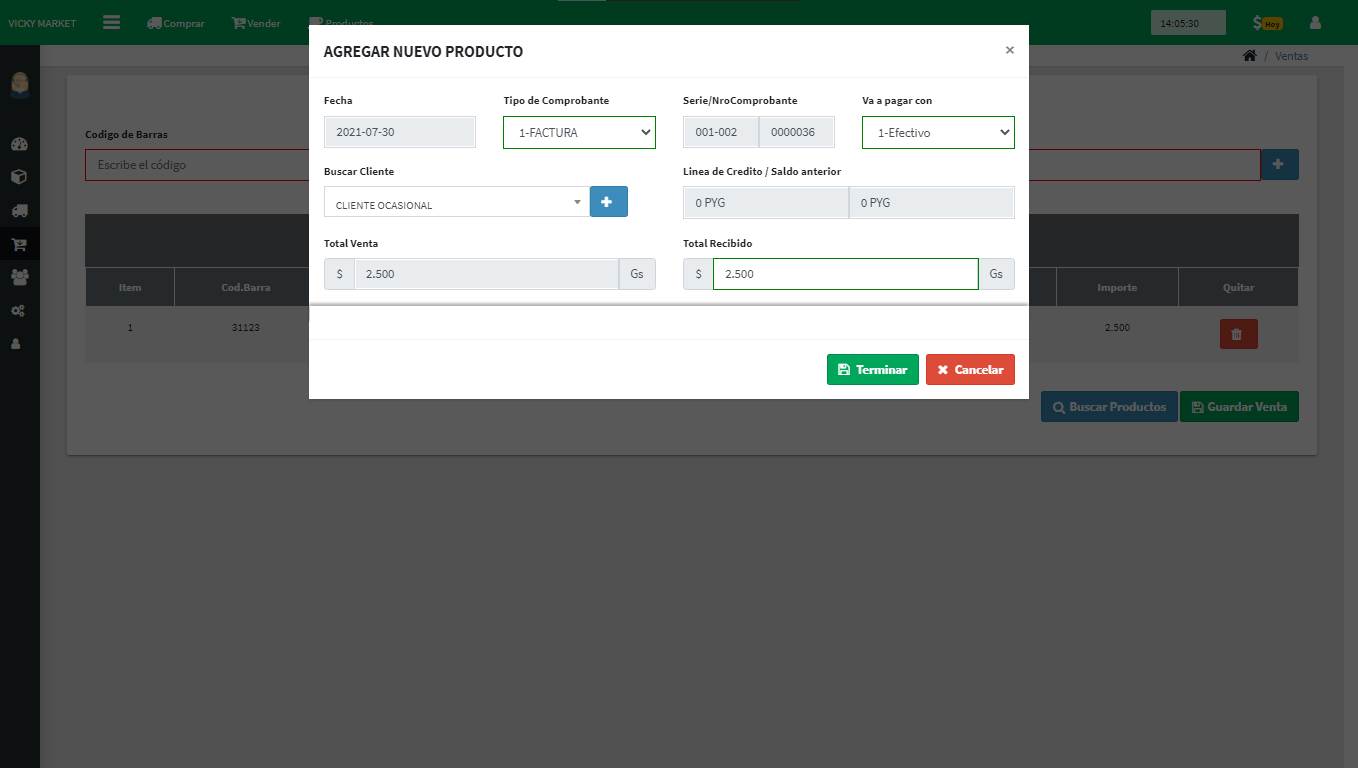 VICKY MARKET Comprar Vender Productos 14:05:30 $ Hoy
/ Ventas
AGREGAR NUEVO PRODUCTO ×
Fecha Tipo de Comprobante Serie/NroComprobante Va a pagar con
2021-07-30 1-FACTURA 001-002 0000036 1-Efectivo
Codigo de Barras
Escribe el código
Buscar Cliente Linea de Credito / Saldo anterior
CLIENTE OCASIONAL 0 PYG 0 PYG
Total Venta Total Recibido
$ 2.500 Gs $ 2.500 Gs
Item Cod.Barra Importe Quitar
1 31123 2.500
Terminar Cancelar
Buscar Productos Guardar Venta